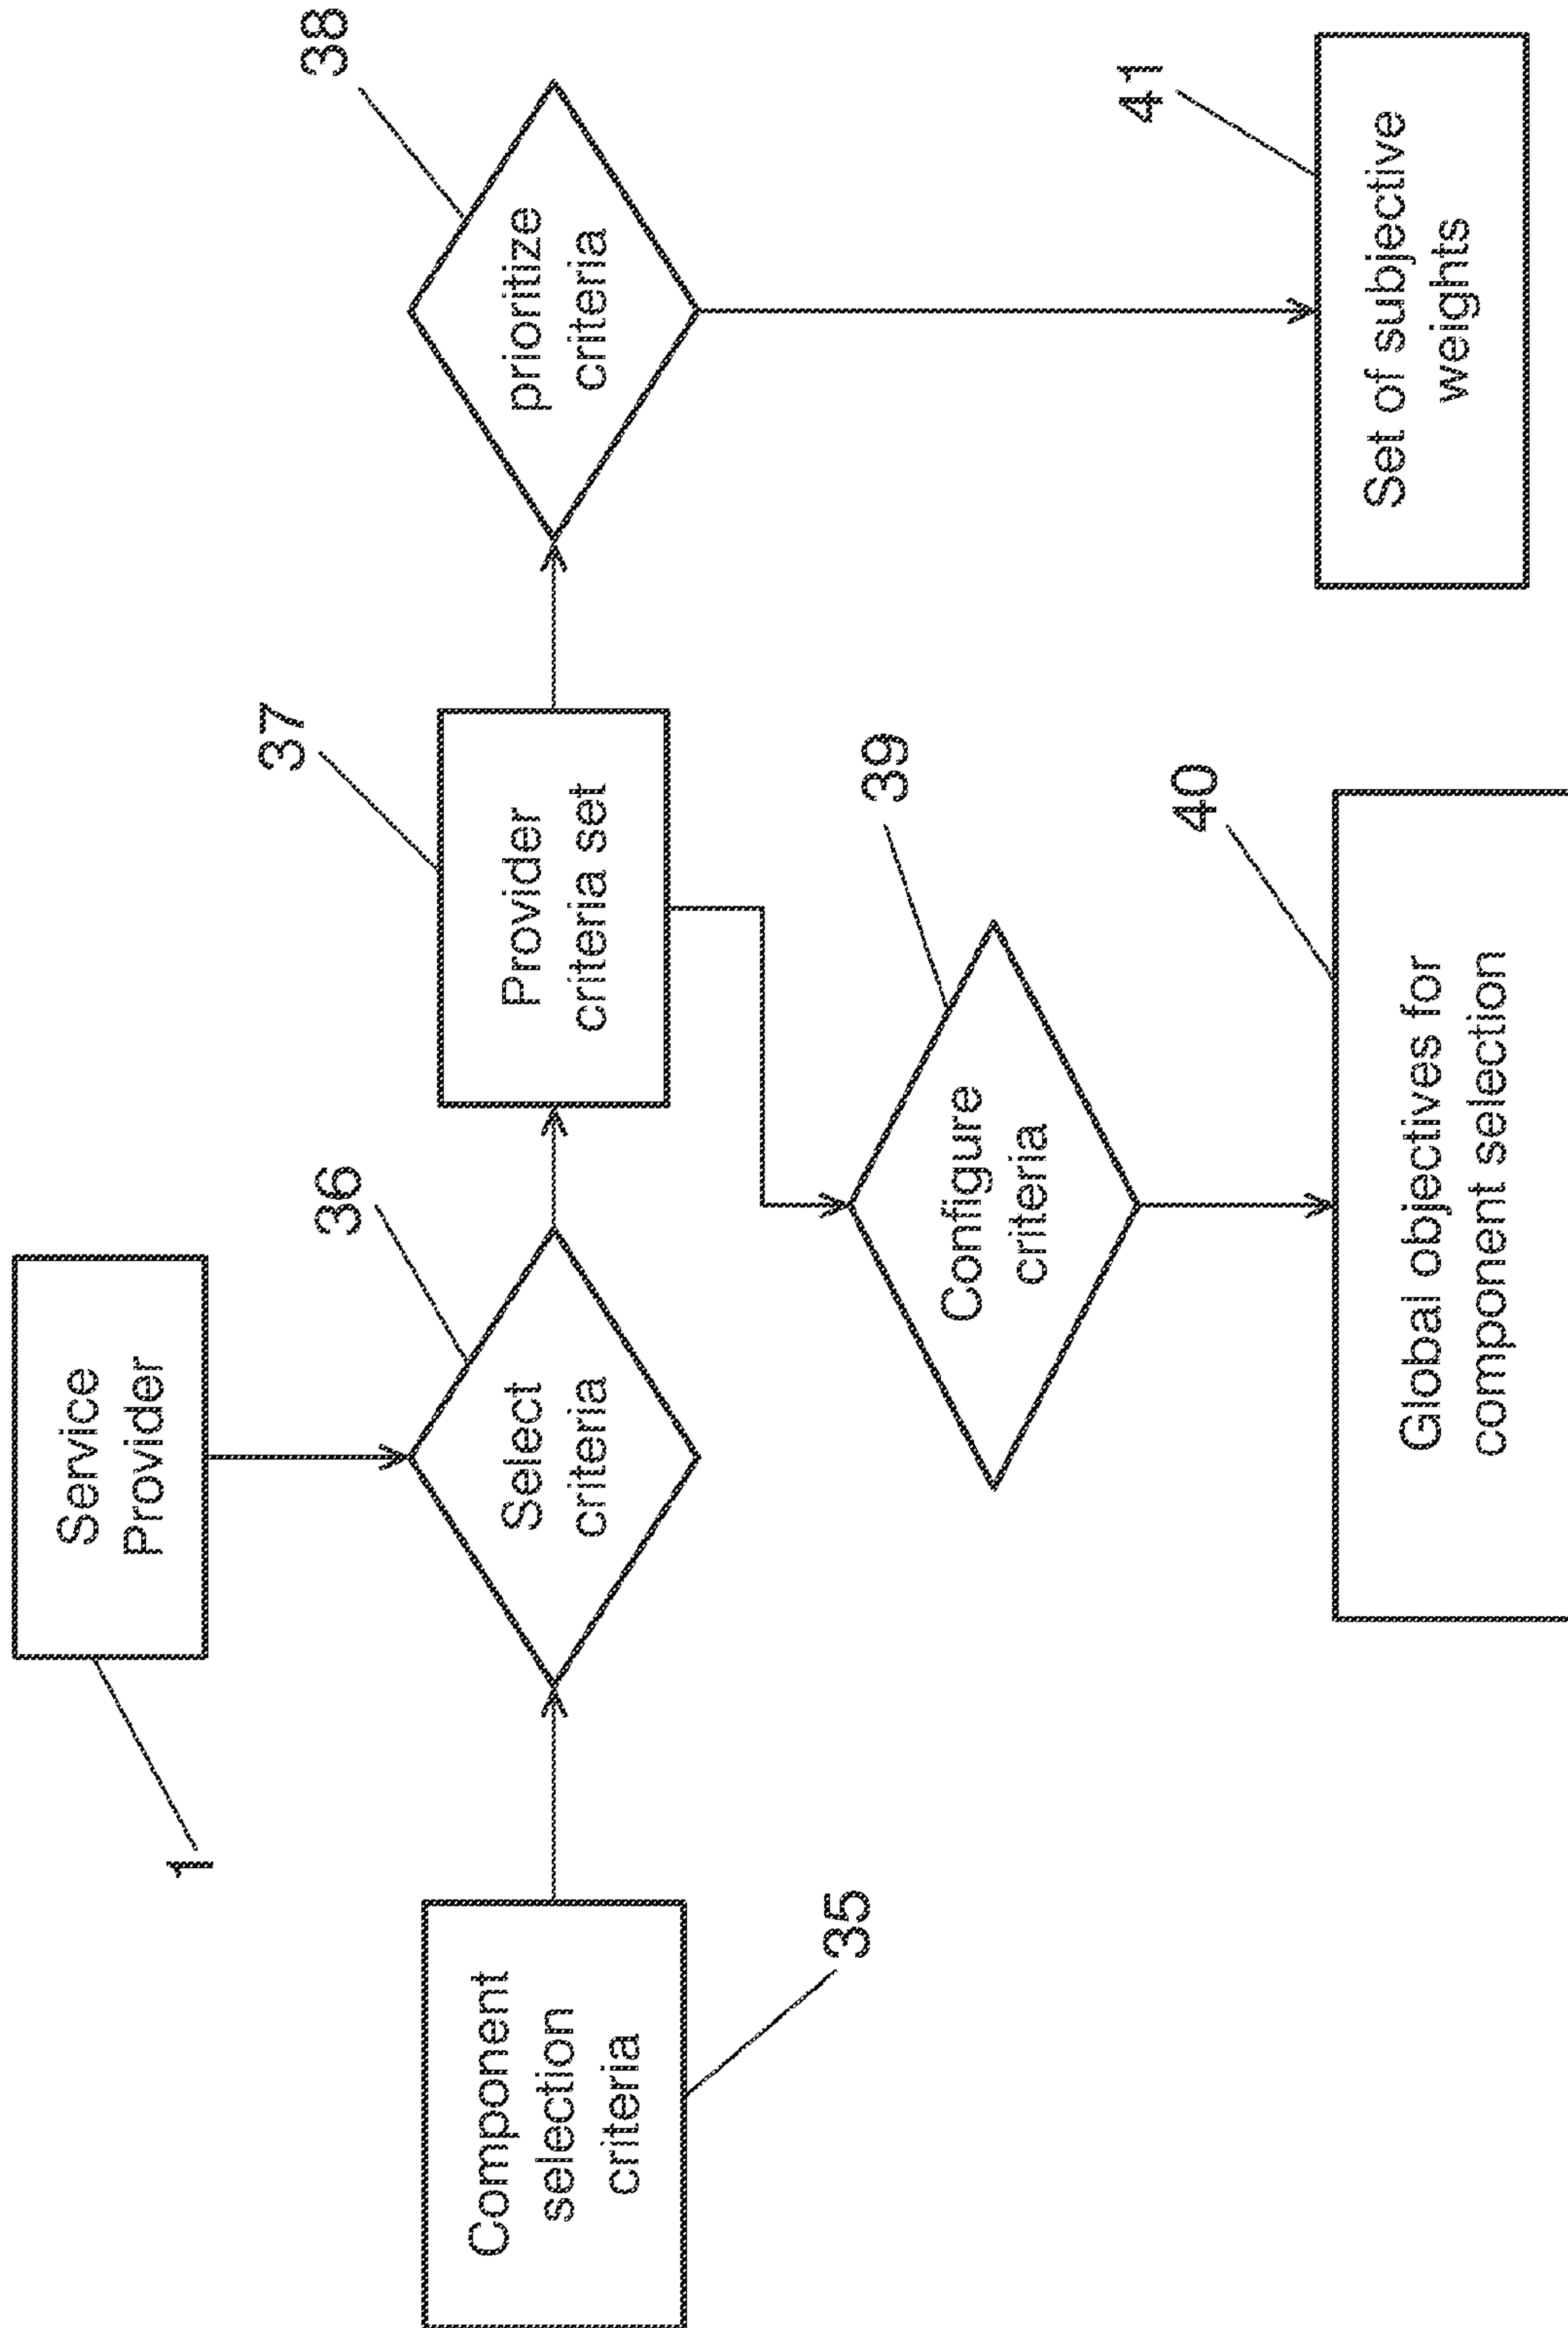 Service
Provider
1
36
Select
criteria
Component
selection
criteria
35
37
Provider
criteria set
38
prioritize
criteria
39
Configure
criteria
40
Global objectives for
component selection
41
Set of subjective
weights